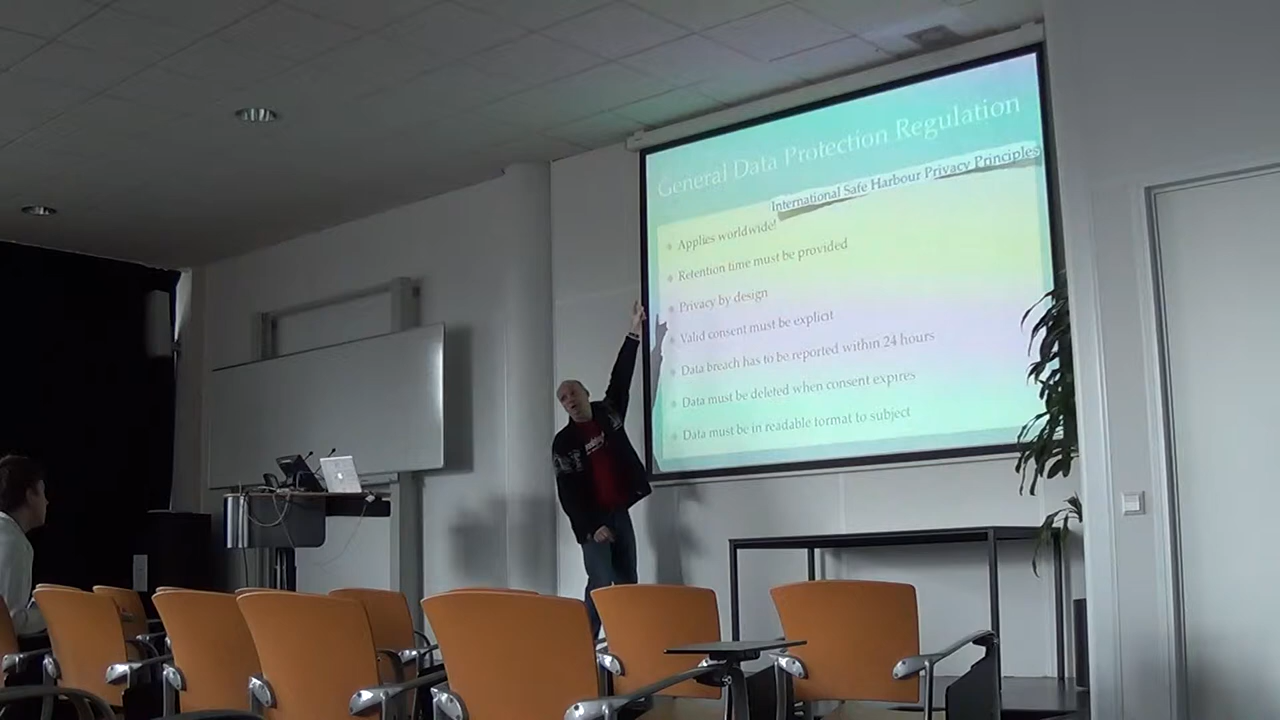 General Data Protection Regulation
International Safe Harbour Privacy Principles
Applies worldwide!
Retention time must be provided
Privacy by design
Valid consent must be explicit
Data breach has to be reported within 24 hours
Data must be deleted when consent expires
Data must be in readable format to subject